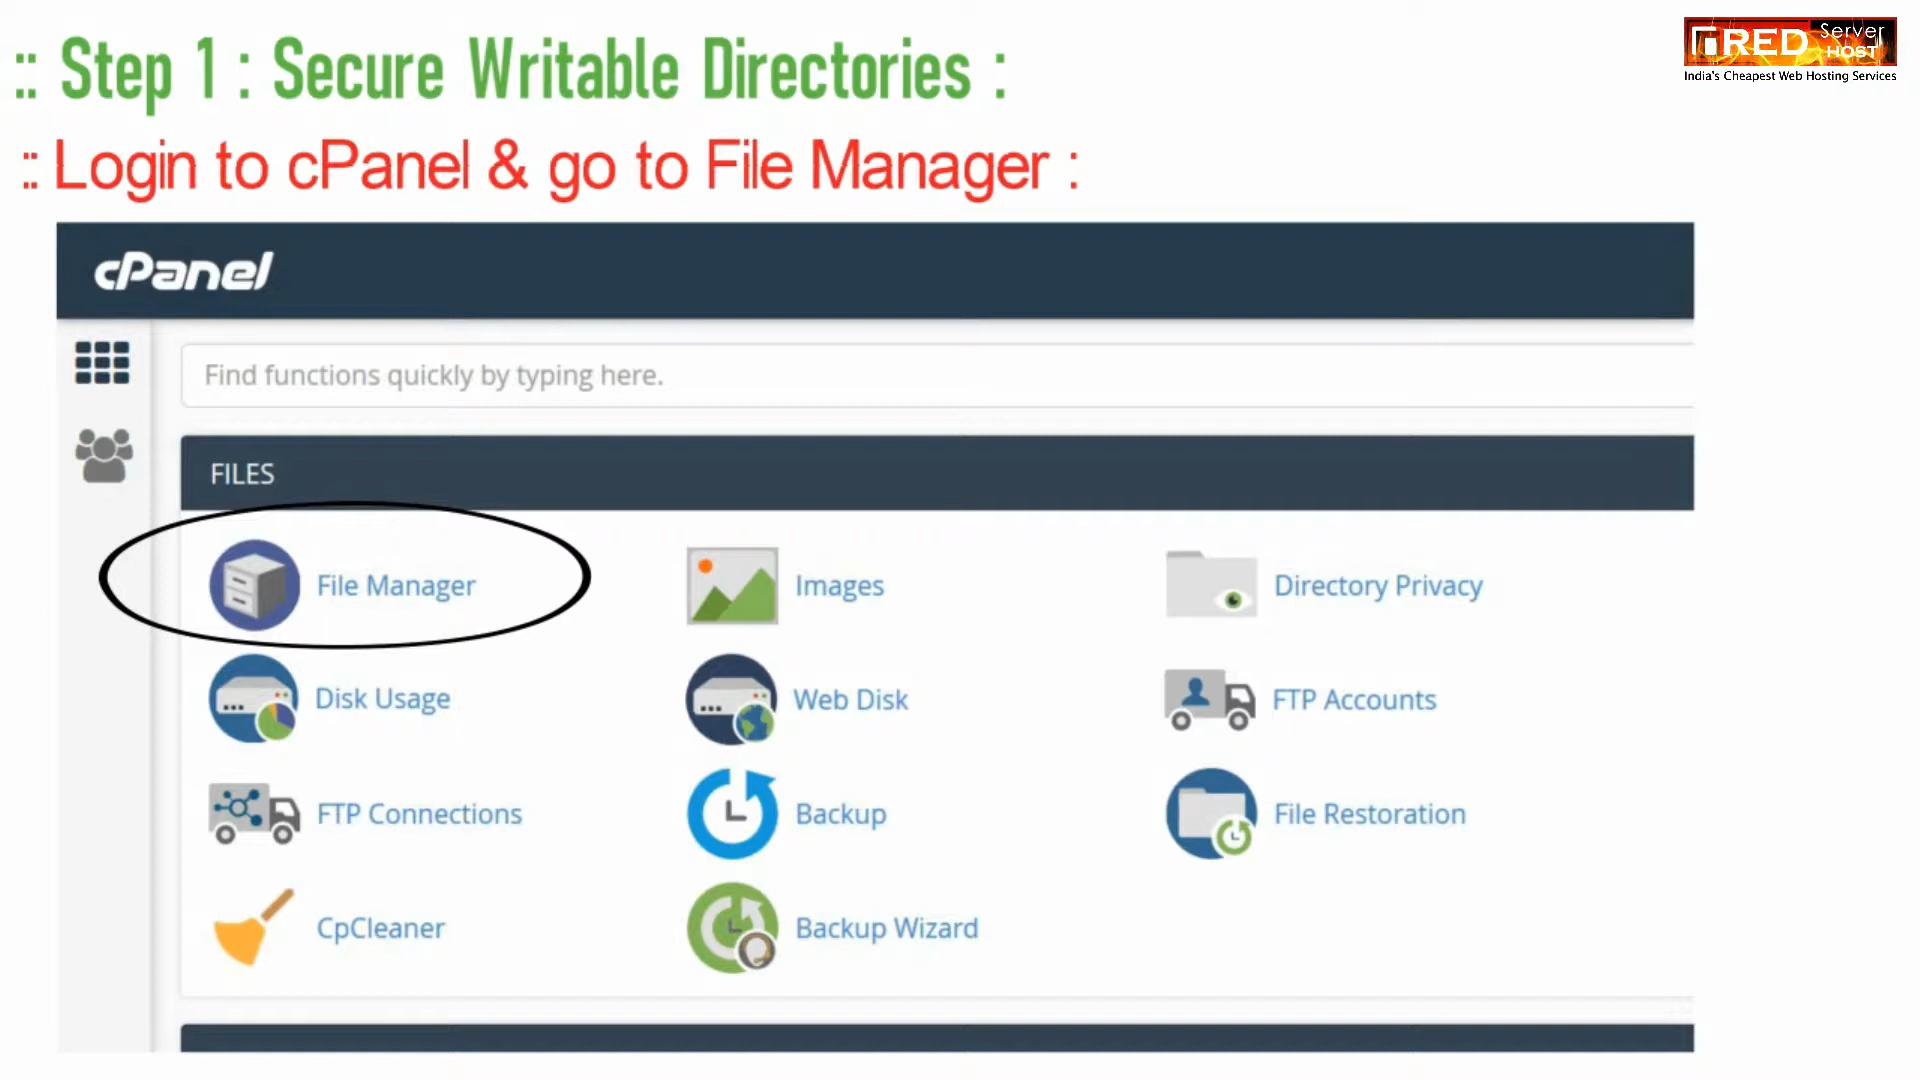 :: Step 1 : Secure Writable Directories :
RED Server HOST
India's Cheapest Web Hosting Services
:: Login to cPanel & go to File Manager :
cPanel
Find functions quickly by typing here.
FILES
File Manager
Images
Directory Privacy
Disk Usage
Web Disk
FTP Accounts
FTP Connections
Backup
File Restoration
CpCleaner
Backup Wizard